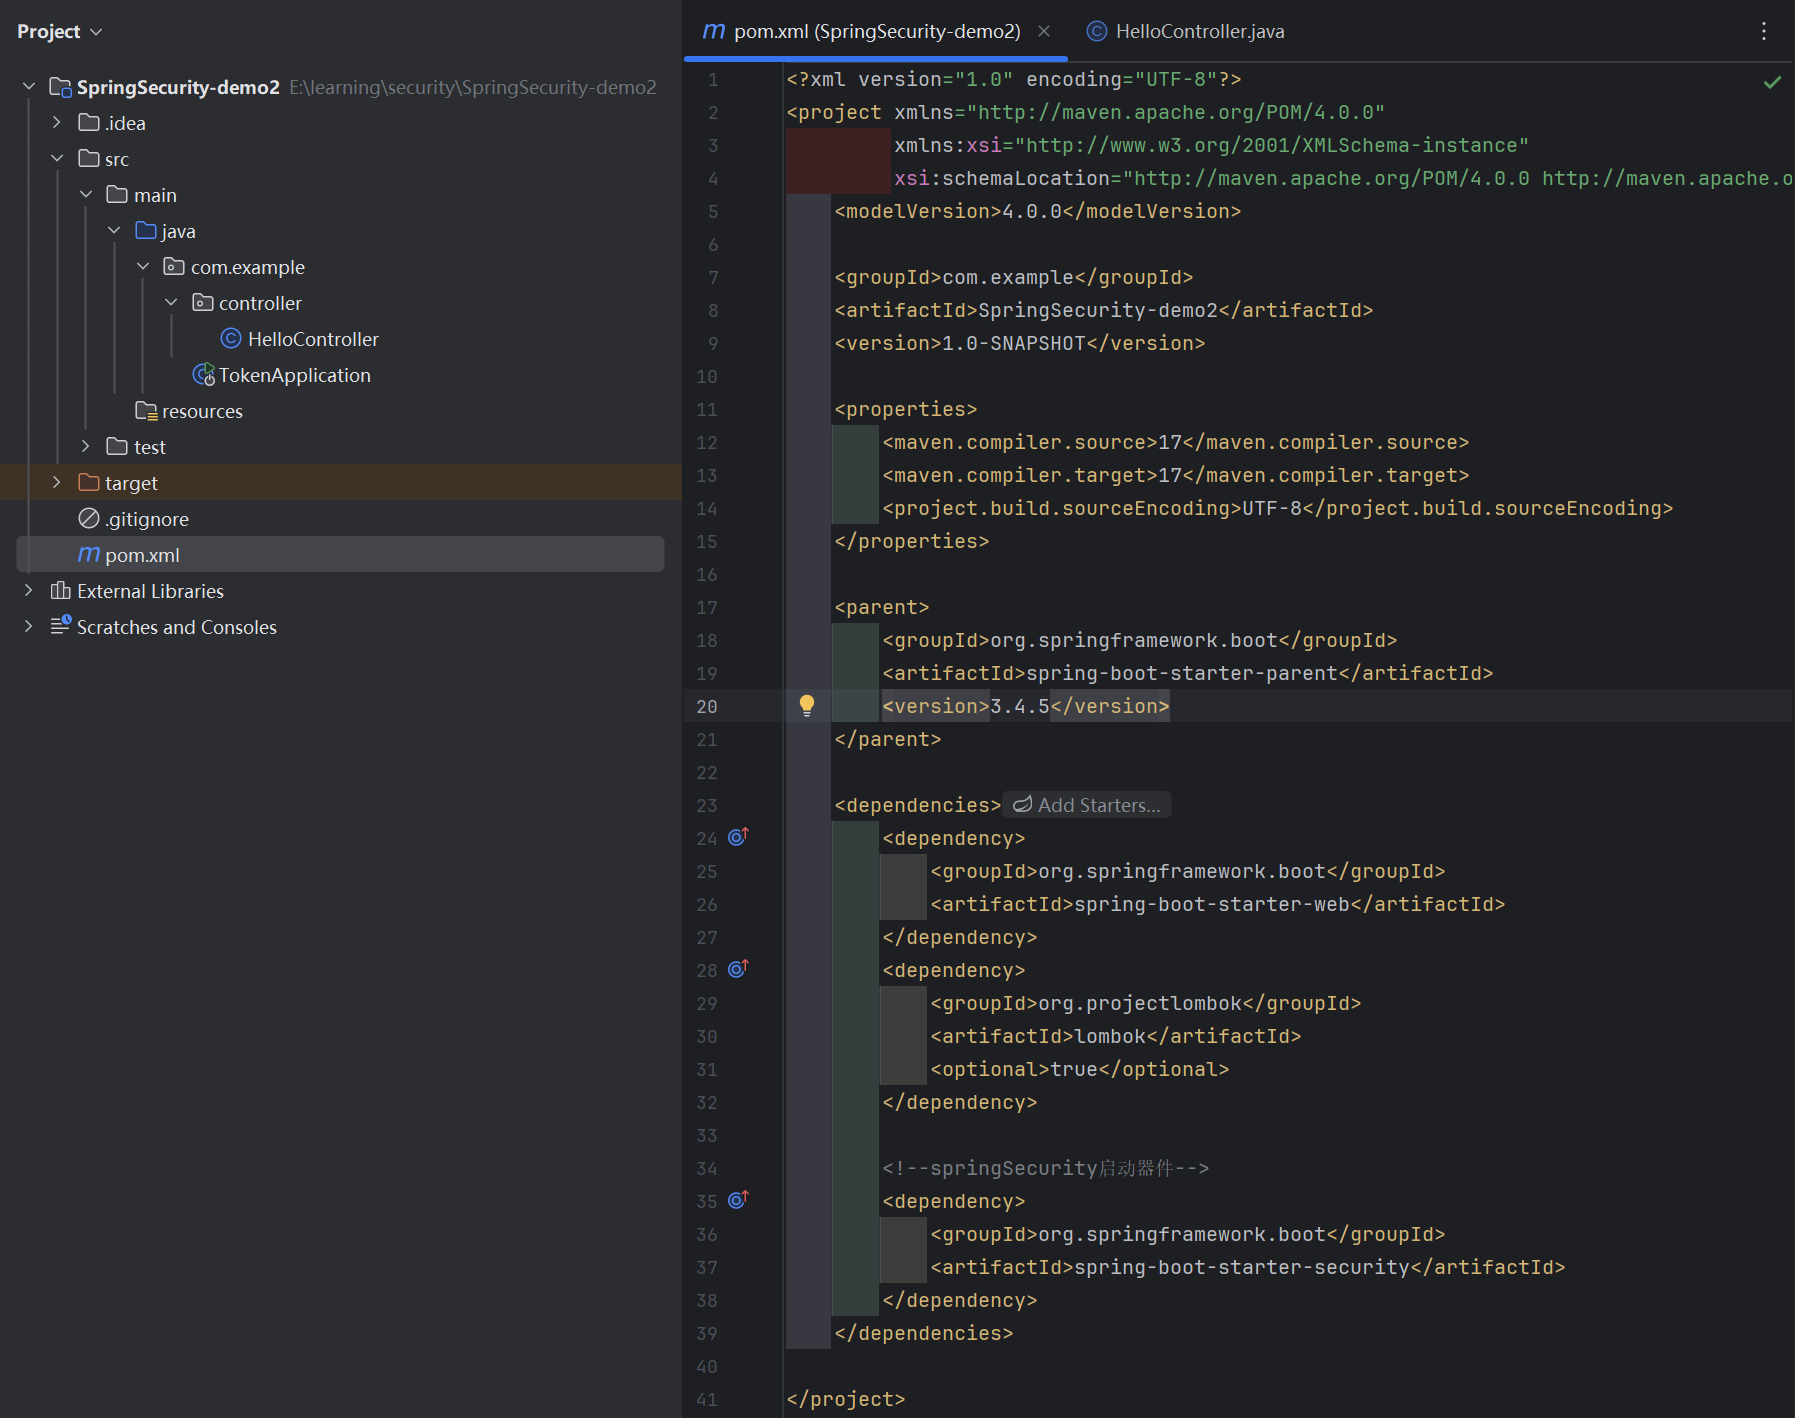 Project
SpringSecurity-demo2 E:\learning\security\SpringSecurity-demo2
.idea
src
main
java
com.example
controller
HelloController
TokenApplication
resources
test
target
.gitignore
pom.xml
External Libraries
Scratches and Consoles
pom.xml (SpringSecurity-demo2)
HelloController.java
1 <?xml version="1.0" encoding="UTF-8"?>
2 <project xmlns="http://maven.apache.org/POM/4.0.0"
3 xmlns:xsi="http://www.w3.org/2001/XMLSchema-instance"
4 xsi:schemaLocation="http://maven.apache.org/POM/4.0.0 http://maven.apache.o
5 <modelVersion>4.0.0</modelVersion>
6
7 <groupId>com.example</groupId>
8 <artifactId>SpringSecurity-demo2</artifactId>
9 <version>1.0-SNAPSHOT</version>
10
11 <properties>
12 <maven.compiler.source>17</maven.compiler.source>
13 <maven.compiler.target>17</maven.compiler.target>
14 <project.build.sourceEncoding>UTF-8</project.build.sourceEncoding>
15 </properties>
16
17 <parent>
18 <groupId>org.springframework.boot</groupId>
19 <artifactId>spring-boot-starter-parent</artifactId>
20 <version>3.4.5</version>
21 </parent>
22
23 <dependencies> Add Starters...
24 <dependency>
25 <groupId>org.springframework.boot</groupId>
26 <artifactId>spring-boot-starter-web</artifactId>
27 </dependency>
28 <dependency>
29 <groupId>org.projectlombok</groupId>
30 <artifactId>lombok</artifactId>
31 <optional>true</optional>
32 </dependency>
33
34 <!--springSecurity启动器件-->
35 <dependency>
36 <groupId>org.springframework.boot</groupId>
37 <artifactId>spring-boot-starter-security</artifactId>
38 </dependency>
39 </dependencies>
40
41 </project>